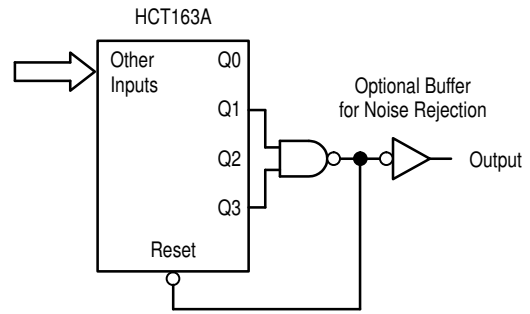 HCT163A
Other
Inputs
Q0
Q1
Q2
Q3
Reset
Optional Buffer
for Noise Rejection
Output